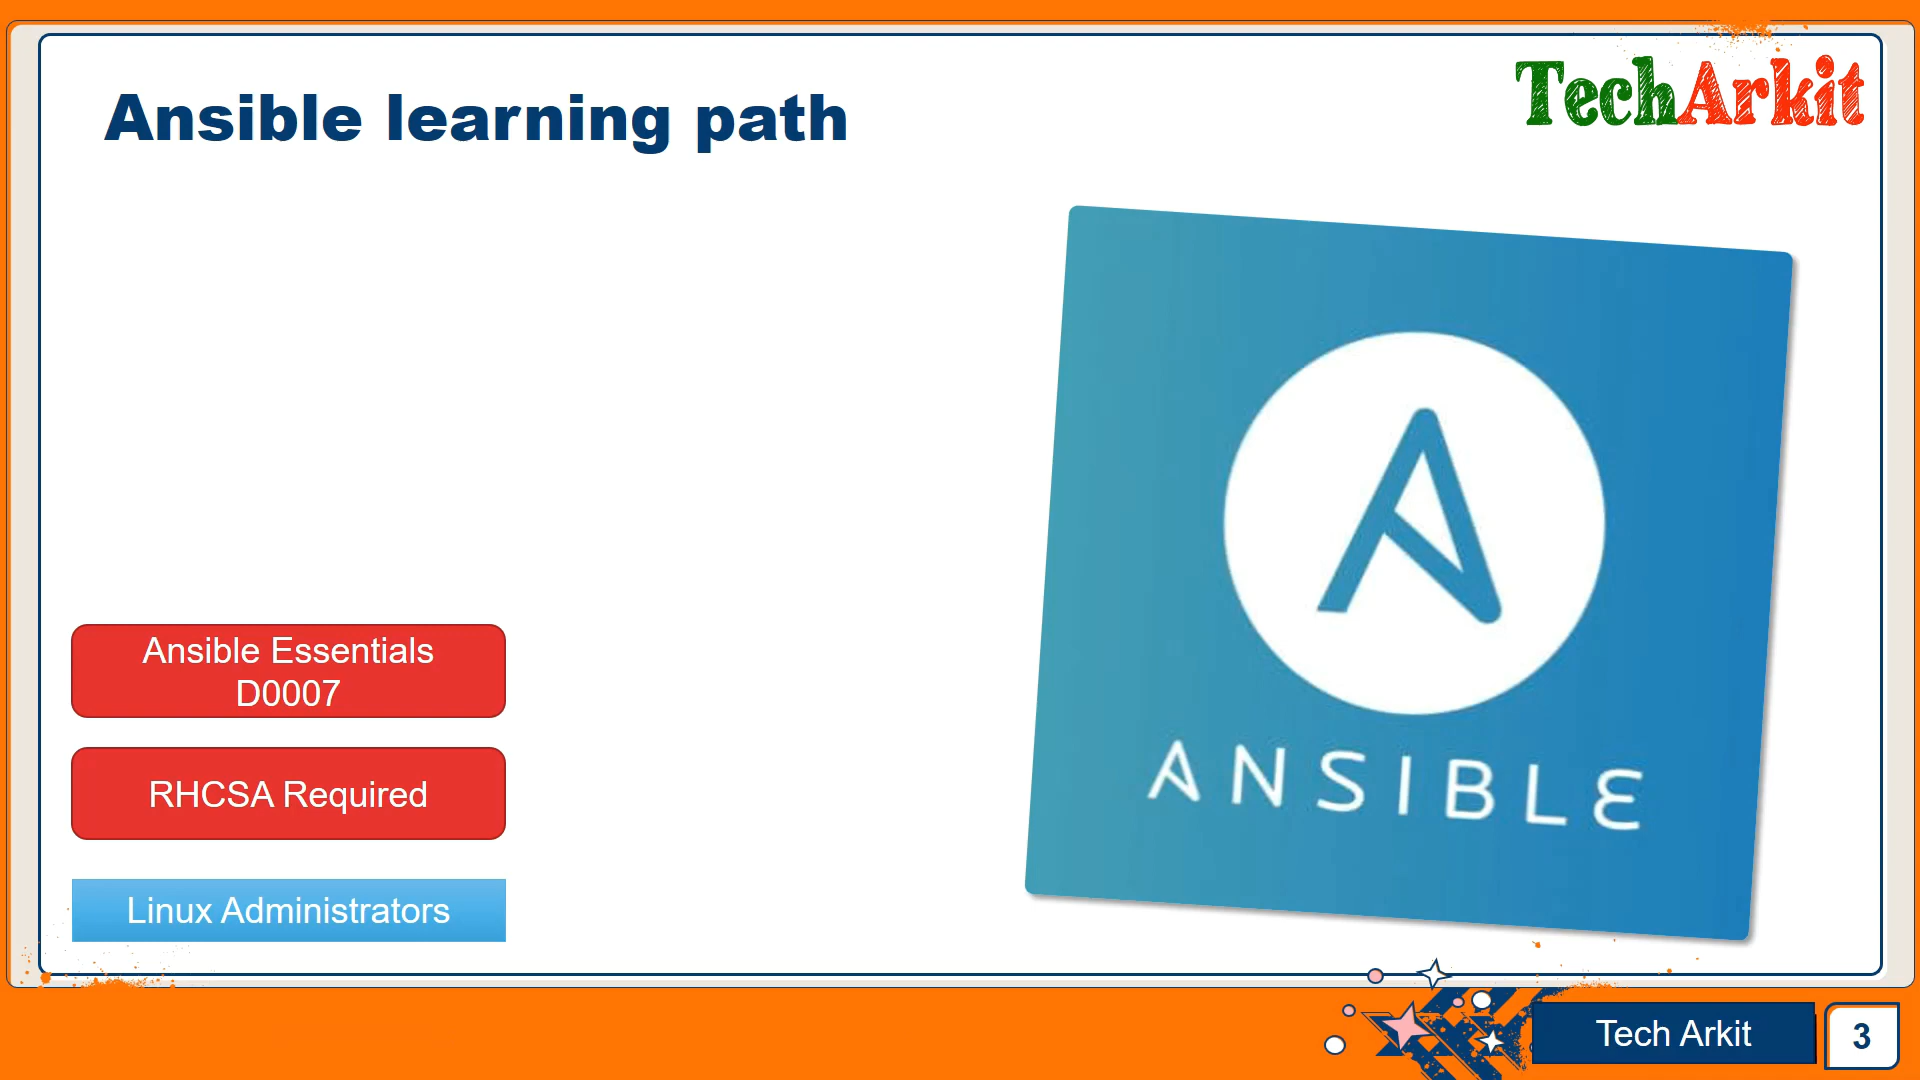 Ansible learning path
TechArkit
ANSIBLE
Ansible Essentials
D0007
RHCSA Required
Linux Administrators
Tech Arkit
3